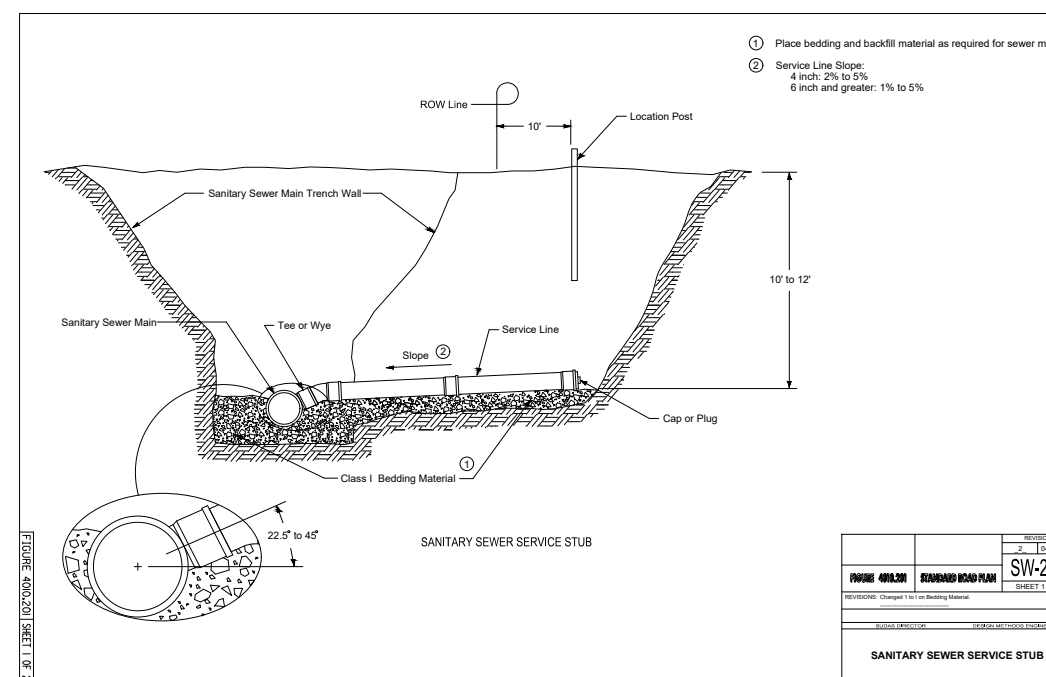 ① Place bedding and backfill material as required for sewer m
② Service Line Slope:
4 inch: 2% to 5%
6 inch and greater: 1% to 5%
ROW Line
10'
Location Post
Sanitary Sewer Main Trench Wall
10' to 12'
Sanitary Sewer Main
Tee or Wye
Service Line
Slope ②
Cap or Plug
①
Class I Bedding Material
22.5° to 45°
SANITARY SEWER SERVICE STUB
FIGURE 4010.201 SHEET 1 OF
REVISIO
2
SW-2
FIGURE 4010.201 STANDARD ROAD PLAN
SHEET 1
REVISIONS: Changed 1 to I on Bedding Material.
SUDAS DIRECTOR DESIGN METHODS ENGINE
SANITARY SEWER SERVICE STUB